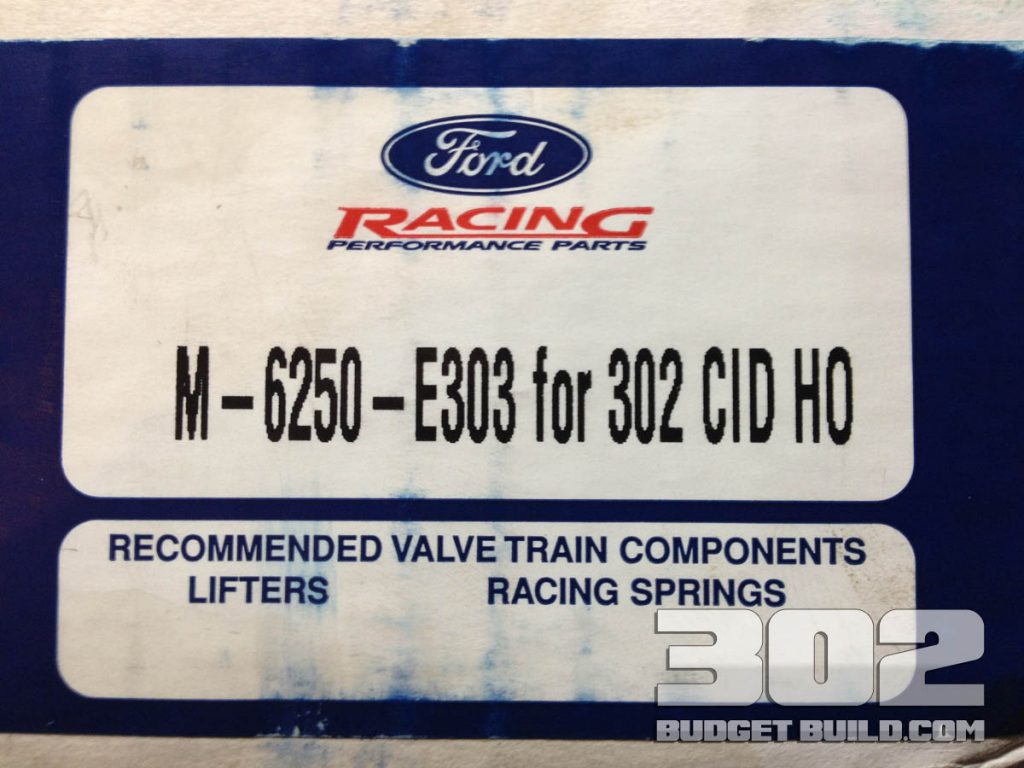 Ford
RACING
PERFORMANCE PARTS
M-6250-E303 for 302 CID HO
RECOMMENDED VALVE TRAIN COMPONENTS
LIFTERS RACING SPRINGS
302
BUDGET BUILD.COM